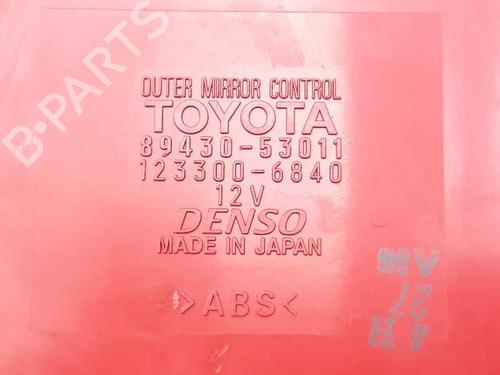 B-PARTS
OUTER MIRROR CONTROL
TOYOTA
89430-53011
123300-6840
12V
DENSO
MADE IN JAPAN
>ABS<